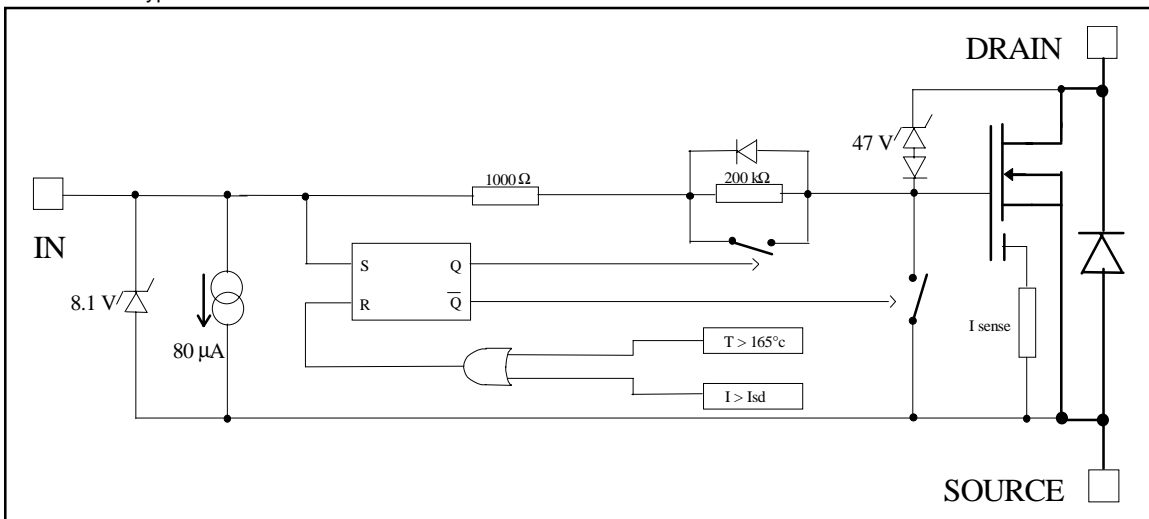 DRAIN
47 V
1000 Ω
200 kΩ
IN
S Q
R Q̅
8.1 V
80 µA
I sense
T > 165°c
I > Isd
SOURCE